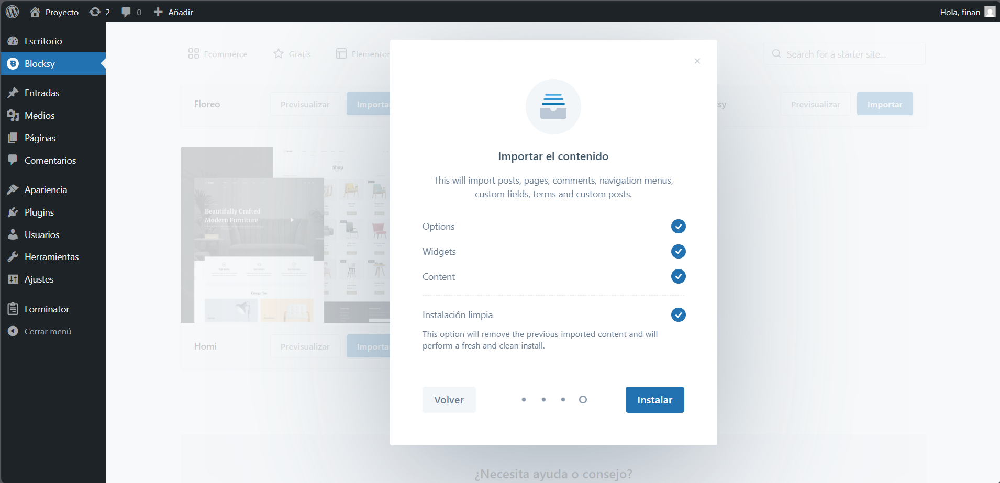 Proyecto
2
0
Añadir
Hola, finan
Escritorio
Blocksy
Entradas
Medios
Páginas
Comentarios
Apariencia
Plugins
Usuarios
Herramientas
Ajustes
Forminator
Cerrar menú
Ecommerce
Gratis
Elementor
Search for a starter site...
Floreo
Previsualizar
Importa
sy
Previsualizar
Importar
Shop
Beautifully Crafted
Modern Furniture
Categories
Homi
Previsualizar
Importa
Importar el contenido
This will import posts, pages, comments, navigation menus,
custom fields, terms and custom posts.
Options
Widgets
Content
Instalación limpia
This option will remove the previous imported content and will
perform a fresh and clean install.
Volver
Instalar
¿Necesita ayuda o consejo?